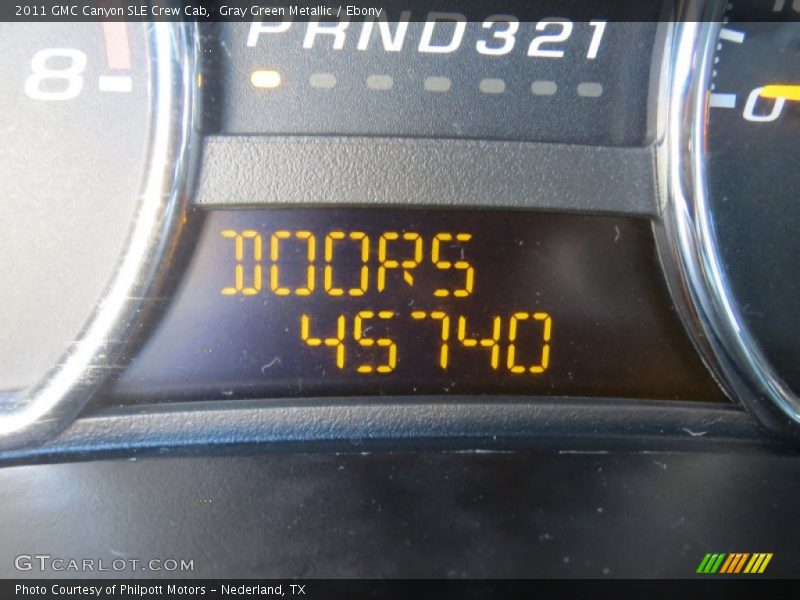 2011 GMC Canyon SLE Crew Cab,  Gray Green Metallic / Ebony
PRND321
8
0
DOORS
45740
GTCARLOT.COM
Photo Courtesy of Philpott Motors - Nederland, TX